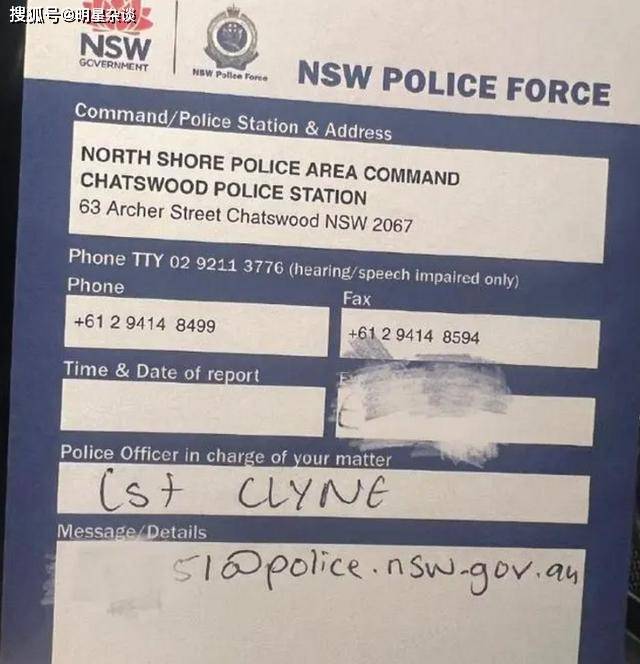 搜狐号@明星杂谈
NSW
GOVERNMENT
NSW Police Force
NSW POLICE FORCE
Command/Police Station & Address
NORTH SHORE POLICE AREA COMMAND
CHATSWOOD POLICE STATION
63 Archer Street Chatswood NSW 2067
Phone TTY 02 9211 3776 (hearing/speech impaired only)
Phone
Fax
+61 2 9414 8499
+61 2 9414 8594
Time & Date of report
Police Officer in charge of your matter
Cst CLYNE
Message/Details
51@police.nsw.gov.au